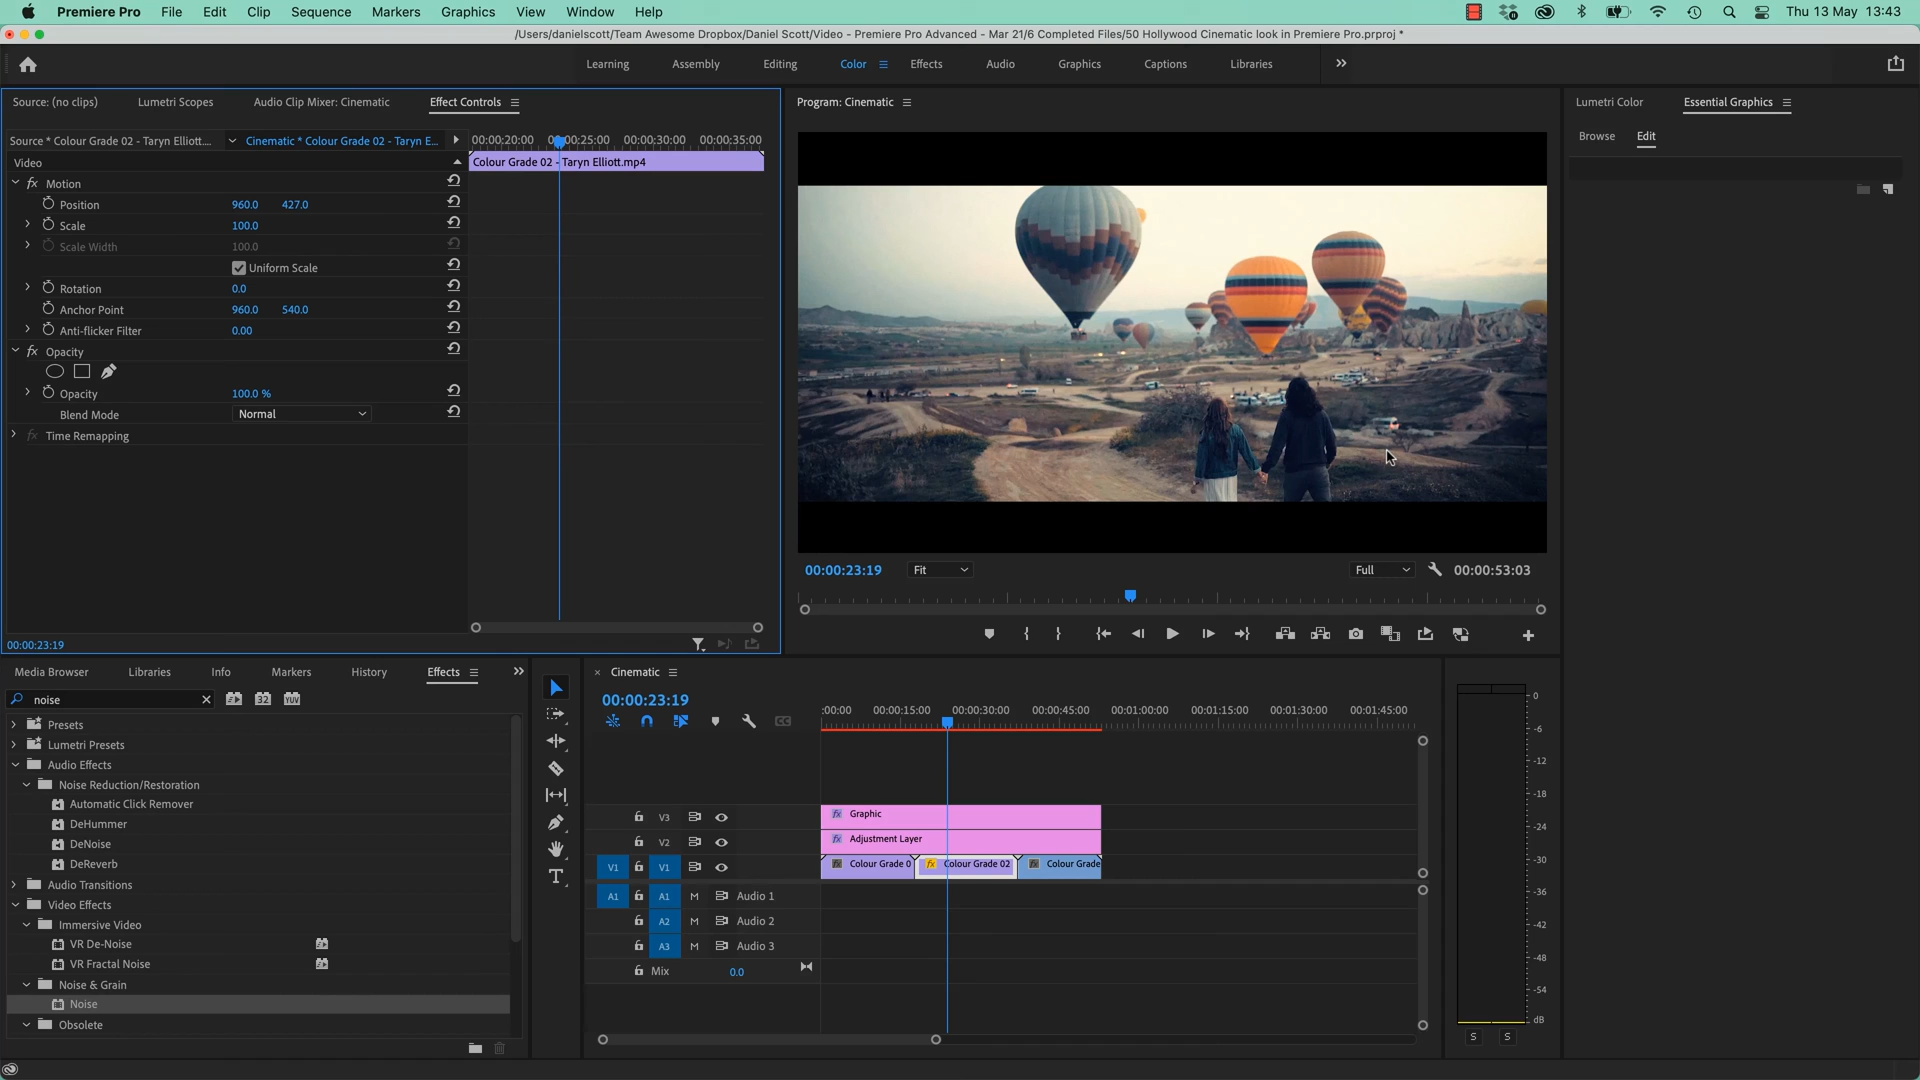 Premiere Pro File Edit Clip Sequence Markers Graphics View Window Help Thu 13 May 13:43
/Users/danielscott/Team Awesome Dropbox/Daniel Scott/Video - Premiere Pro Advanced - Mar 21/6 Completed Files/50 Hollywood Cinematic look in Premiere Pro.prproj *
Learning Assembly Editing Color Effects Audio Graphics Captions Libraries
Source: (no clips) Lumetri Scopes Audio Clip Mixer: Cinematic Effect Controls
Program: Cinematic
Lumetri Color Essential Graphics
Browse Edit
Source * Colour Grade 02 - Taryn Elliott.... Cinematic * Colour Grade 02 - Taryn E... 00:00:20:00 00:00:25:00 00:00:30:00 00:00:35:00
Video Colour Grade 02 - Taryn Elliott.mp4
fx Motion
Position 960.0 427.0
Scale 100.0
Scale Width 100.0
Uniform Scale
Rotation 0.0
Anchor Point 960.0 540.0
Anti-flicker Filter 0.00
fx Opacity
Opacity 100.0 %
Blend Mode Normal
fx Time Remapping
00:00:23:19
00:00:23:19 Fit Full 00:00:53:03
Media Browser Libraries Info Markers History Effects
noise 32 YUV
Presets
Lumetri Presets
Audio Effects
Noise Reduction/Restoration
Automatic Click Remover
DeHummer
DeNoise
DeReverb
Audio Transitions
Video Effects
Immersive Video
VR De-Noise
VR Fractal Noise
Noise & Grain
Noise
Obsolete
Cinematic
00:00:23:19
:00:00 00:00:15:00 00:00:30:00 00:00:45:00 00:01:00:00 00:01:15:00 00:01:30:00 00:01:45:00
CC
V3 fx Graphic
V2 fx Adjustment Layer
V1 V1 fx Colour Grade 0 fx Colour Grade 02 fx Colour Grade
A1 A1 M Audio 1
A2 M Audio 2
A3 M Audio 3
Mix 0.0
0
-6
-12
-18
-24
-30
-36
-42
-48
-54
dB
S S